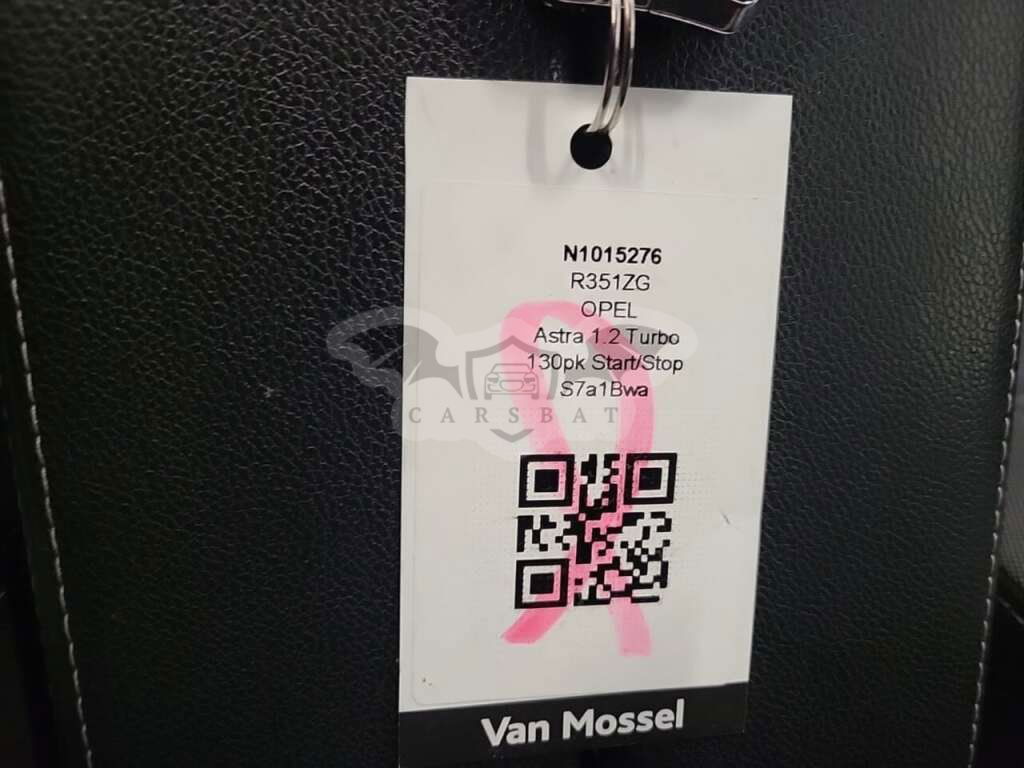 N1015276
R351ZG
OPEL
Astra 1.2 Turbo
130pk Start/Stop
S7a1Bwa
CARSBAT
Van Mossel